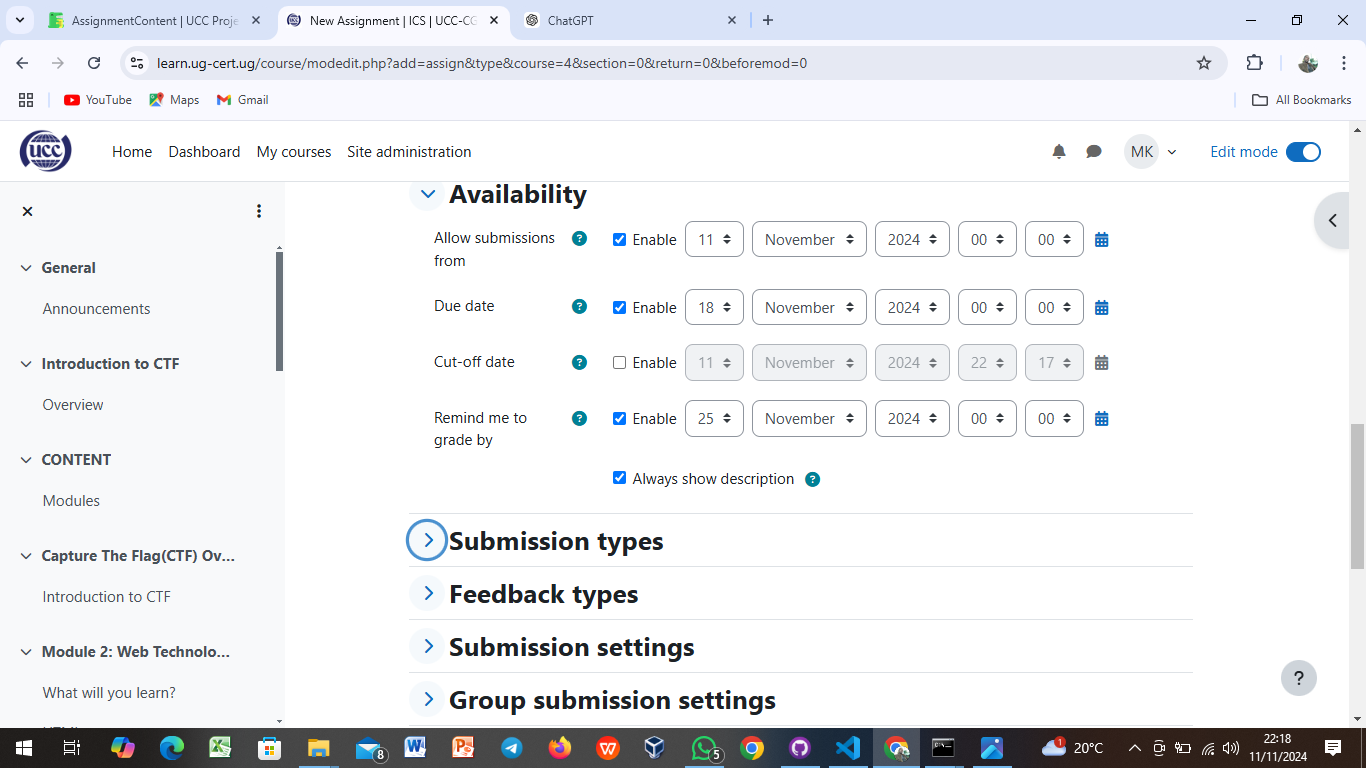 AssignmentContent | UCC Proje
New Assignment | ICS | UCC-CG
ChatGPT
learn.ug-cert.ug/course/modedit.php?add=assign&type&course=4&section=0&return=0&beforemod=0
YouTube Maps Gmail All Bookmarks
UCC Home Dashboard My courses Site administration MK Edit mode
General
Announcements
Introduction to CTF
Overview
CONTENT
Modules
Capture The Flag(CTF) Ov...
Introduction to CTF
Module 2: Web Technolo...
What will you learn?
Availability
Allow submissions from ? Enable 11 November 2024 00 00
Due date ? Enable 18 November 2024 00 00
Cut-off date ? Enable 11 November 2024 22 17
Remind me to grade by ? Enable 25 November 2024 00 00
Always show description ?
Submission types
Feedback types
Submission settings
Group submission settings
?
8 5 1 20°C 22:18
11/11/2024